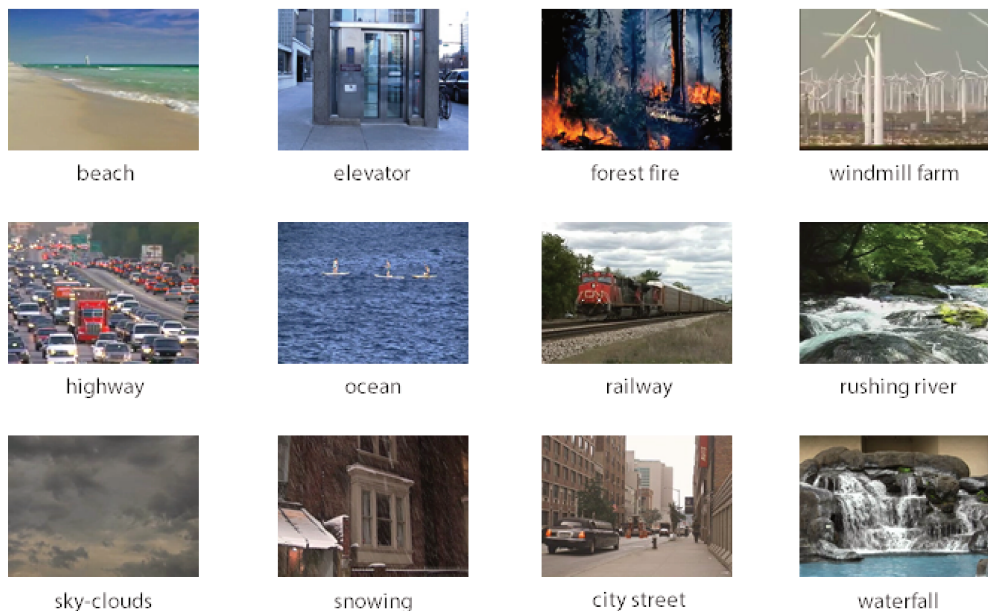 beach
elevator
forest fire
windmill farm
highway
ocean
railway
rushing river
sky-clouds
snowing
city street
waterfall